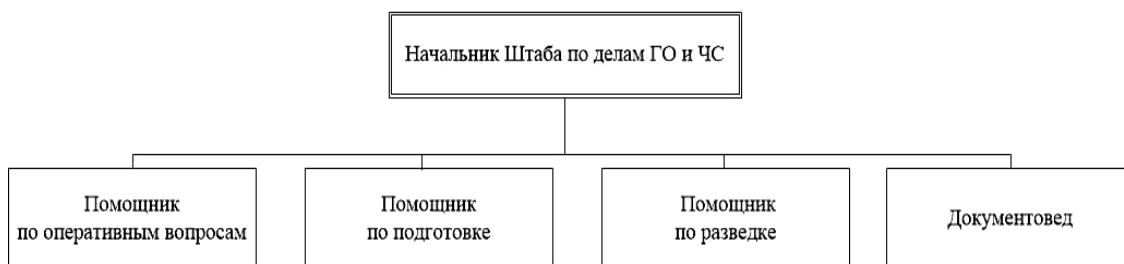 Начальник Штаба по делам ГО и ЧС
Помощник
по оперативным вопросам
Помощник
по подготовке
Помощник
по разведке
Документовед